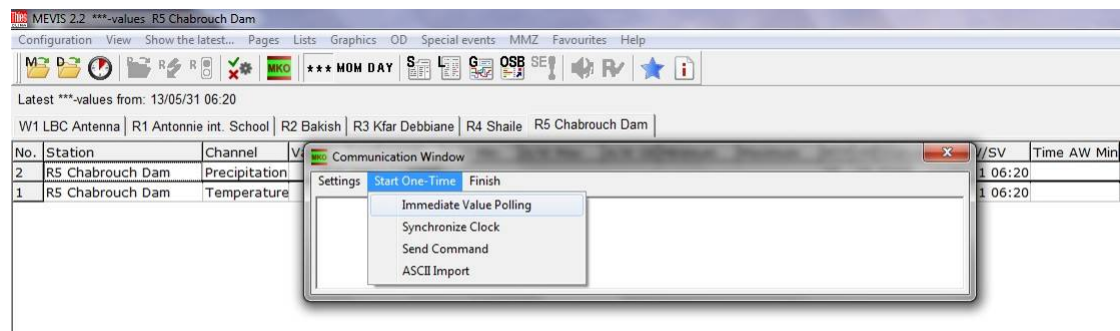 MEVIS 2.2 ***-values R5 Chabrouch Dam
Configuration View Show the latest... Pages Lists Graphics OD Special events MMZ Favourites Help
MKO *** MOM DAY OSB SE
Latest ***-values from: 13/05/31 06:20
W1 LBC Antenna R1 Antonnie int. School R2 Bakish R3 Kfar Debbiane R4 Shaile R5 Chabrouch Dam
No. Station Channel V/SV Time AW Min
2 R5 Chabrouch Dam Precipitation 1 06:20
1 R5 Chabrouch Dam Temperature 1 06:20
MKO Communication Window
Settings Start One-Time Finish
Immediate Value Polling
Synchronize Clock
Send Command
ASCII Import